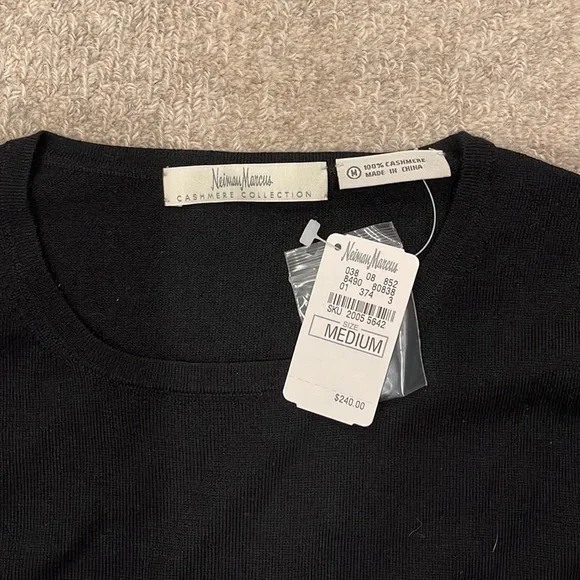 Neiman Marcus
CASHMERE COLLECTION
M 100% CASHMERE
MADE IN CHINA
Neiman Marcus
038 08 852
8490 80838
01 374 3
SKU 2005 5642
SIZE
MEDIUM
$240.00